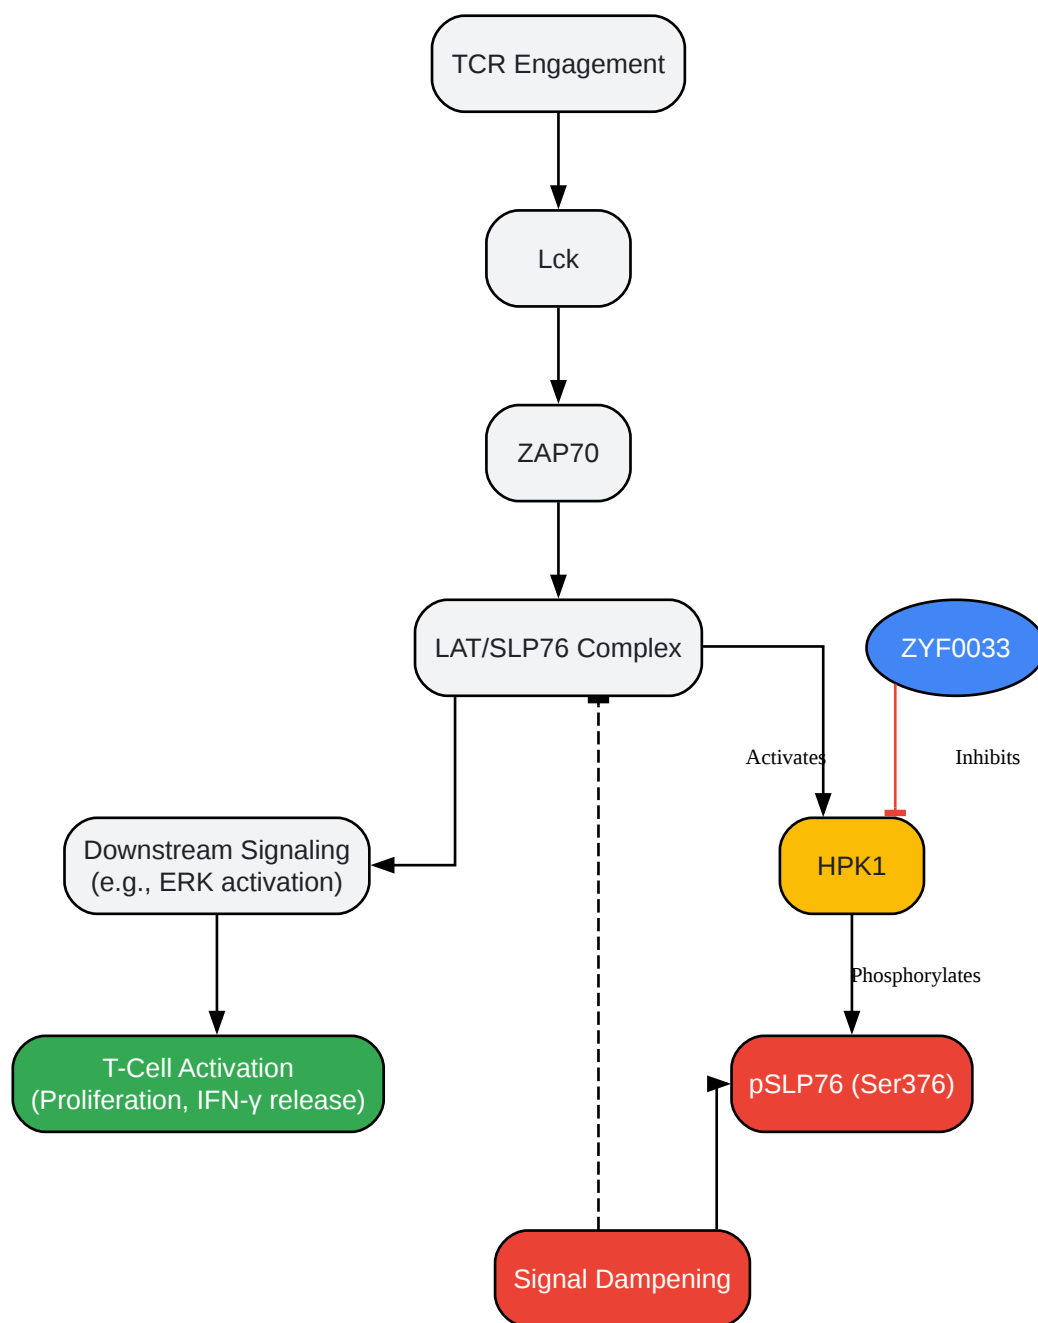 TCR Engagement
Lck
ZAP70
LAT/SLP76 Complex
ZYF0033
Activates
Inhibits
Downstream Signaling
(e.g., ERK activation)
HPK1
Phosphorylates
T-Cell Activation
(Proliferation, IFN-γ release)
pSLP76 (Ser376)
Signal Dampening